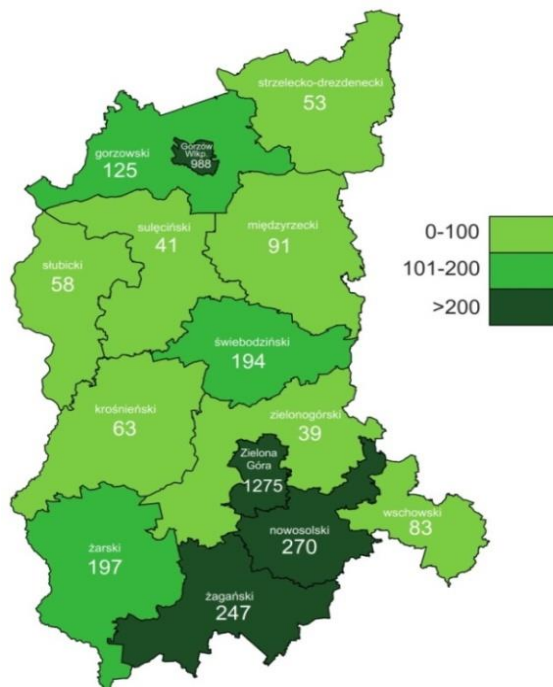 strzelecko-drezdenecki
53
Gorzów
Wlkp.
988
gorzowski
125
sulęciński
41
międzyrzecki
91
słubicki
58
0-100
101-200
>200
świebodziński
194
krośnieński
63
zielonogórski
39
Zielona
Góra
1275
wschowski
83
nowosolski
270
żarski
197
żagański
247